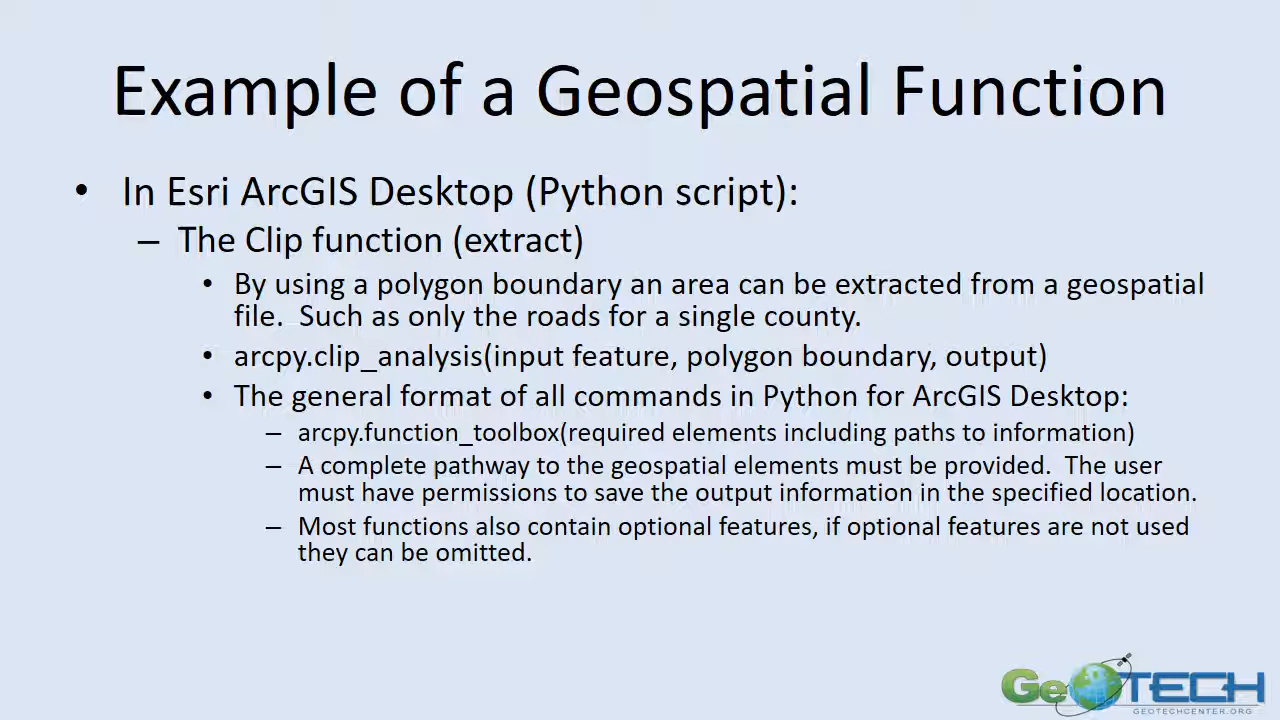 Example of a Geospatial Function
• In Esri ArcGIS Desktop (Python script):
– The Clip function (extract)
• By using a polygon boundary an area can be extracted from a geospatial
file.  Such as only the roads for a single county.
• arcpy.clip_analysis(input feature, polygon boundary, output)
• The general format of all commands in Python for ArcGIS Desktop:
– arcpy.function_toolbox(required elements including paths to information)
– A complete pathway to the geospatial elements must be provided.  The user
must have permissions to save the output information in the specified location.
– Most functions also contain optional features, if optional features are not used
they can be omitted.
GeoTECH
GEOTECHCENTER.ORG